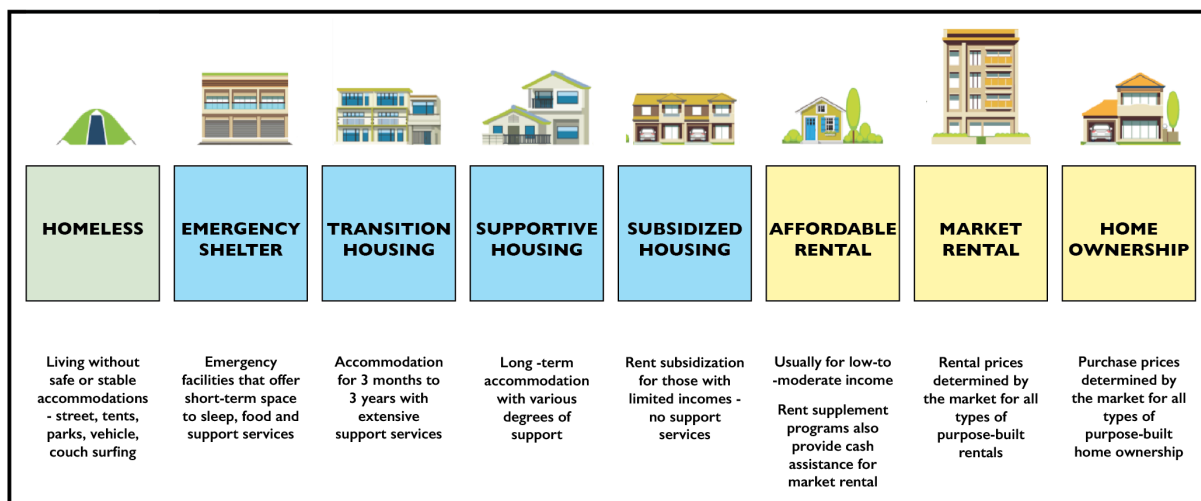 HOMELESS
EMERGENCY
SHELTER
TRANSITION
HOUSING
SUPPORTIVE
HOUSING
SUBSIDIZED
HOUSING
AFFORDABLE
RENTAL
MARKET
RENTAL
HOME
OWNERSHIP
Living without
safe or stable
accommodations
- street, tents,
parks, vehicle,
couch surfing
Emergency
facilities that offer
short-term space
to sleep, food and
support services
Accommodation
for 3 months to
3 years with
extensive
support services
Long -term
accommodation
with various
degrees of
support
Rent subsidization
for those with
limited incomes -
no support
services
Usually for low-to
-moderate income
Rent supplement
programs also
provide cash
assistance for
market rental
Rental prices
determined by
the market for all
types of
purpose-built
rentals
Purchase prices
determined by
the market for all
types of
purpose-built
home ownership